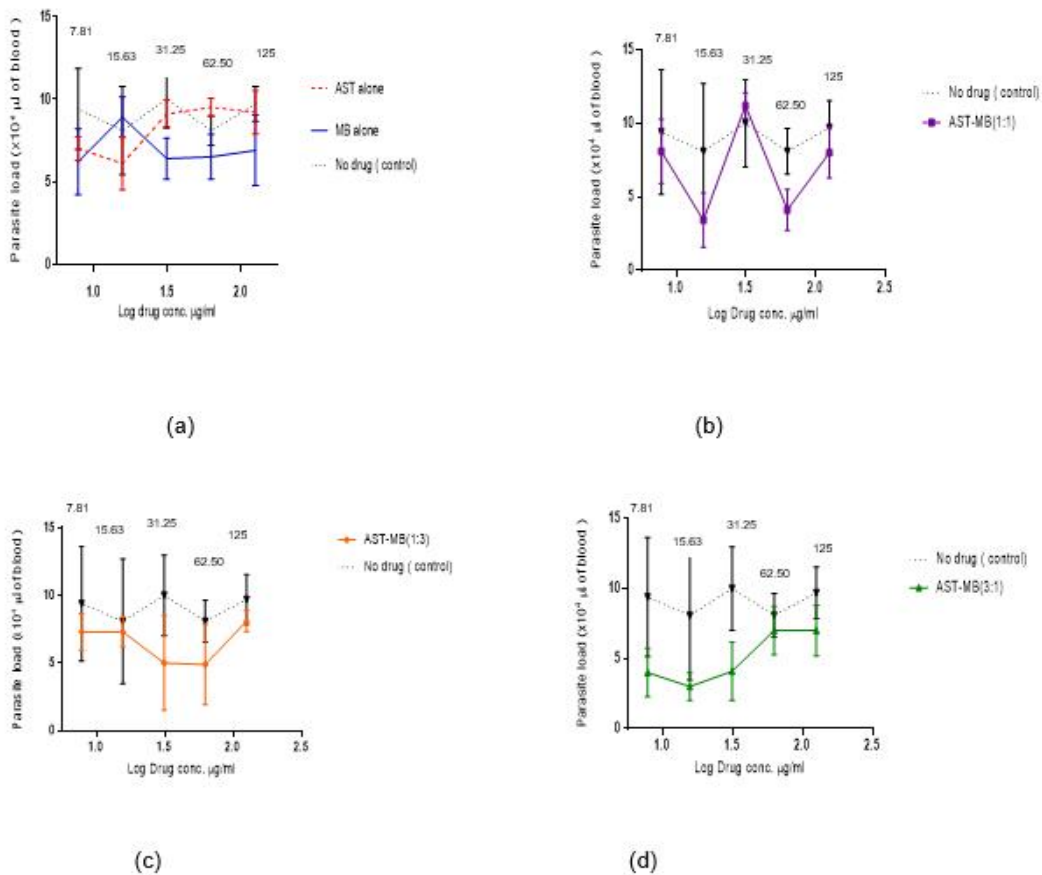 7.81
15.63
31.25
62.50
125
15
10
5
0
Parasite load (x10⁴ µl of blood )
1.0 1.5 2.0
Log drug conc. µg/ml
AST alone
MB alone
No drug ( control)
(a)
7.81
15.63
31.25
62.50
125
15
10
5
0
Parasite load (x10⁴ µl of blood )
1.0 1.5 2.0 2.5
Log Drug conc. µg/ml
No drug ( control)
AST-MB(1:1)
(b)
7.81
15.63
31.25
62.50
125
15
10
5
0
Parasite load (x10⁴ µl of blood )
1.0 1.5 2.0 2.5
Log Drug conc. µg/ml
AST-MB(1:3)
No drug ( control)
(c)
7.81
15.63
31.25
62.50
125
15
10
5
0
Parasite load (x10⁴ µl of blood )
1.0 1.5 2.0 2.5
Log Drug conc. µg/ml
No drug ( control)
AST-MB(3:1)
(d)